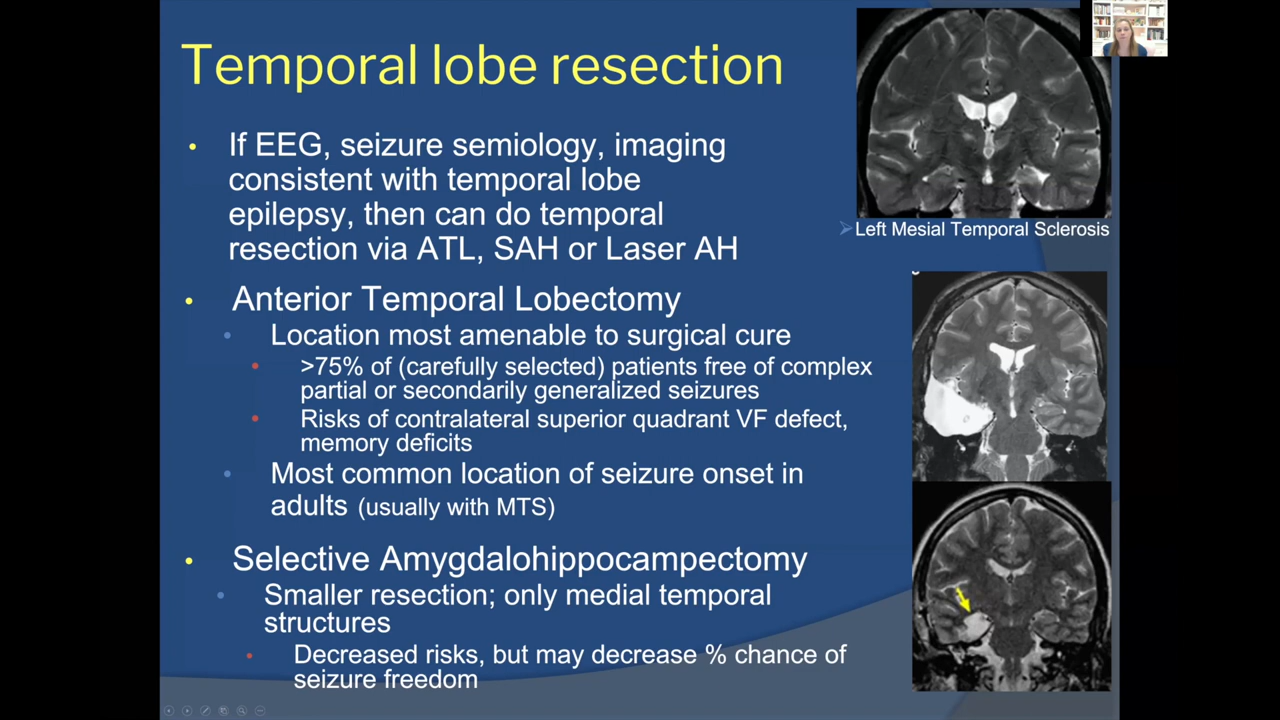 Temporal lobe resection
If EEG, seizure semiology, imaging
consistent with temporal lobe
epilepsy, then can do temporal
resection via ATL, SAH or Laser AH
Left Mesial Temporal Sclerosis
Anterior Temporal Lobectomy
Location most amenable to surgical cure
>75% of (carefully selected) patients free of complex
partial or secondarily generalized seizures
Risks of contralateral superior quadrant VF defect,
memory deficits
Most common location of seizure onset in
adults (usually with MTS)
Selective Amygdalohippocampectomy
Smaller resection; only medial temporal
structures
Decreased risks, but may decrease % chance of
seizure freedom